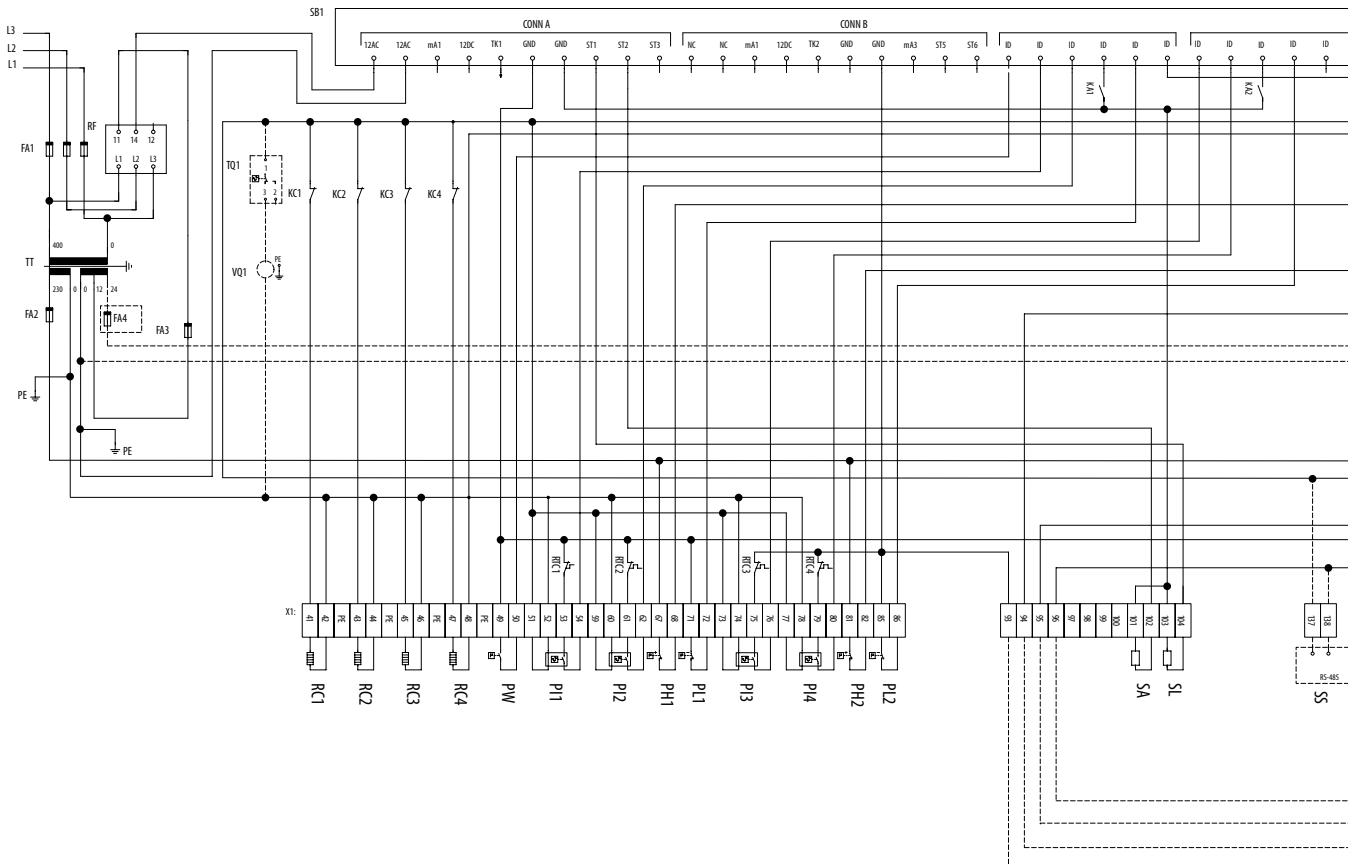 SB1
CONN A
CONN B
12AC 12AC mA1 12DC TK1 GND GND ST1 ST2 ST3 NC NC mA1 12DC TK2 GND GND mA3 ST5 ST6 ID ID ID ID ID ID ID ID ID ID ID
L3
L2
L1
KA1
KA2
RF
11 14 12
L1 L2 L3
FA1
TQ1
3 2
KC1
KC2
KC3
KC4
400
0
TT
VQ1
PE
230 0 0 12 24
FA2
FA4
FA3
PE
PE
RTC1
RTC2
RTC3
RTC4
X1:
41 42 PE 43 44 PE 45 46 PE 47 48 PE 49 50 51 52 53 54 59 60 61 62 67 68 71 72 73 74 75 76 77 78 79 80 81 82 85 86
93 94 95 96 97 98 99 100 101 102 103 104
137 138
RS-485
RC1
RC2
RC3
RC4
PW
PI1
PI2
PH1
PL1
PI3
PI4
PH2
PL2
SA
SL
SS